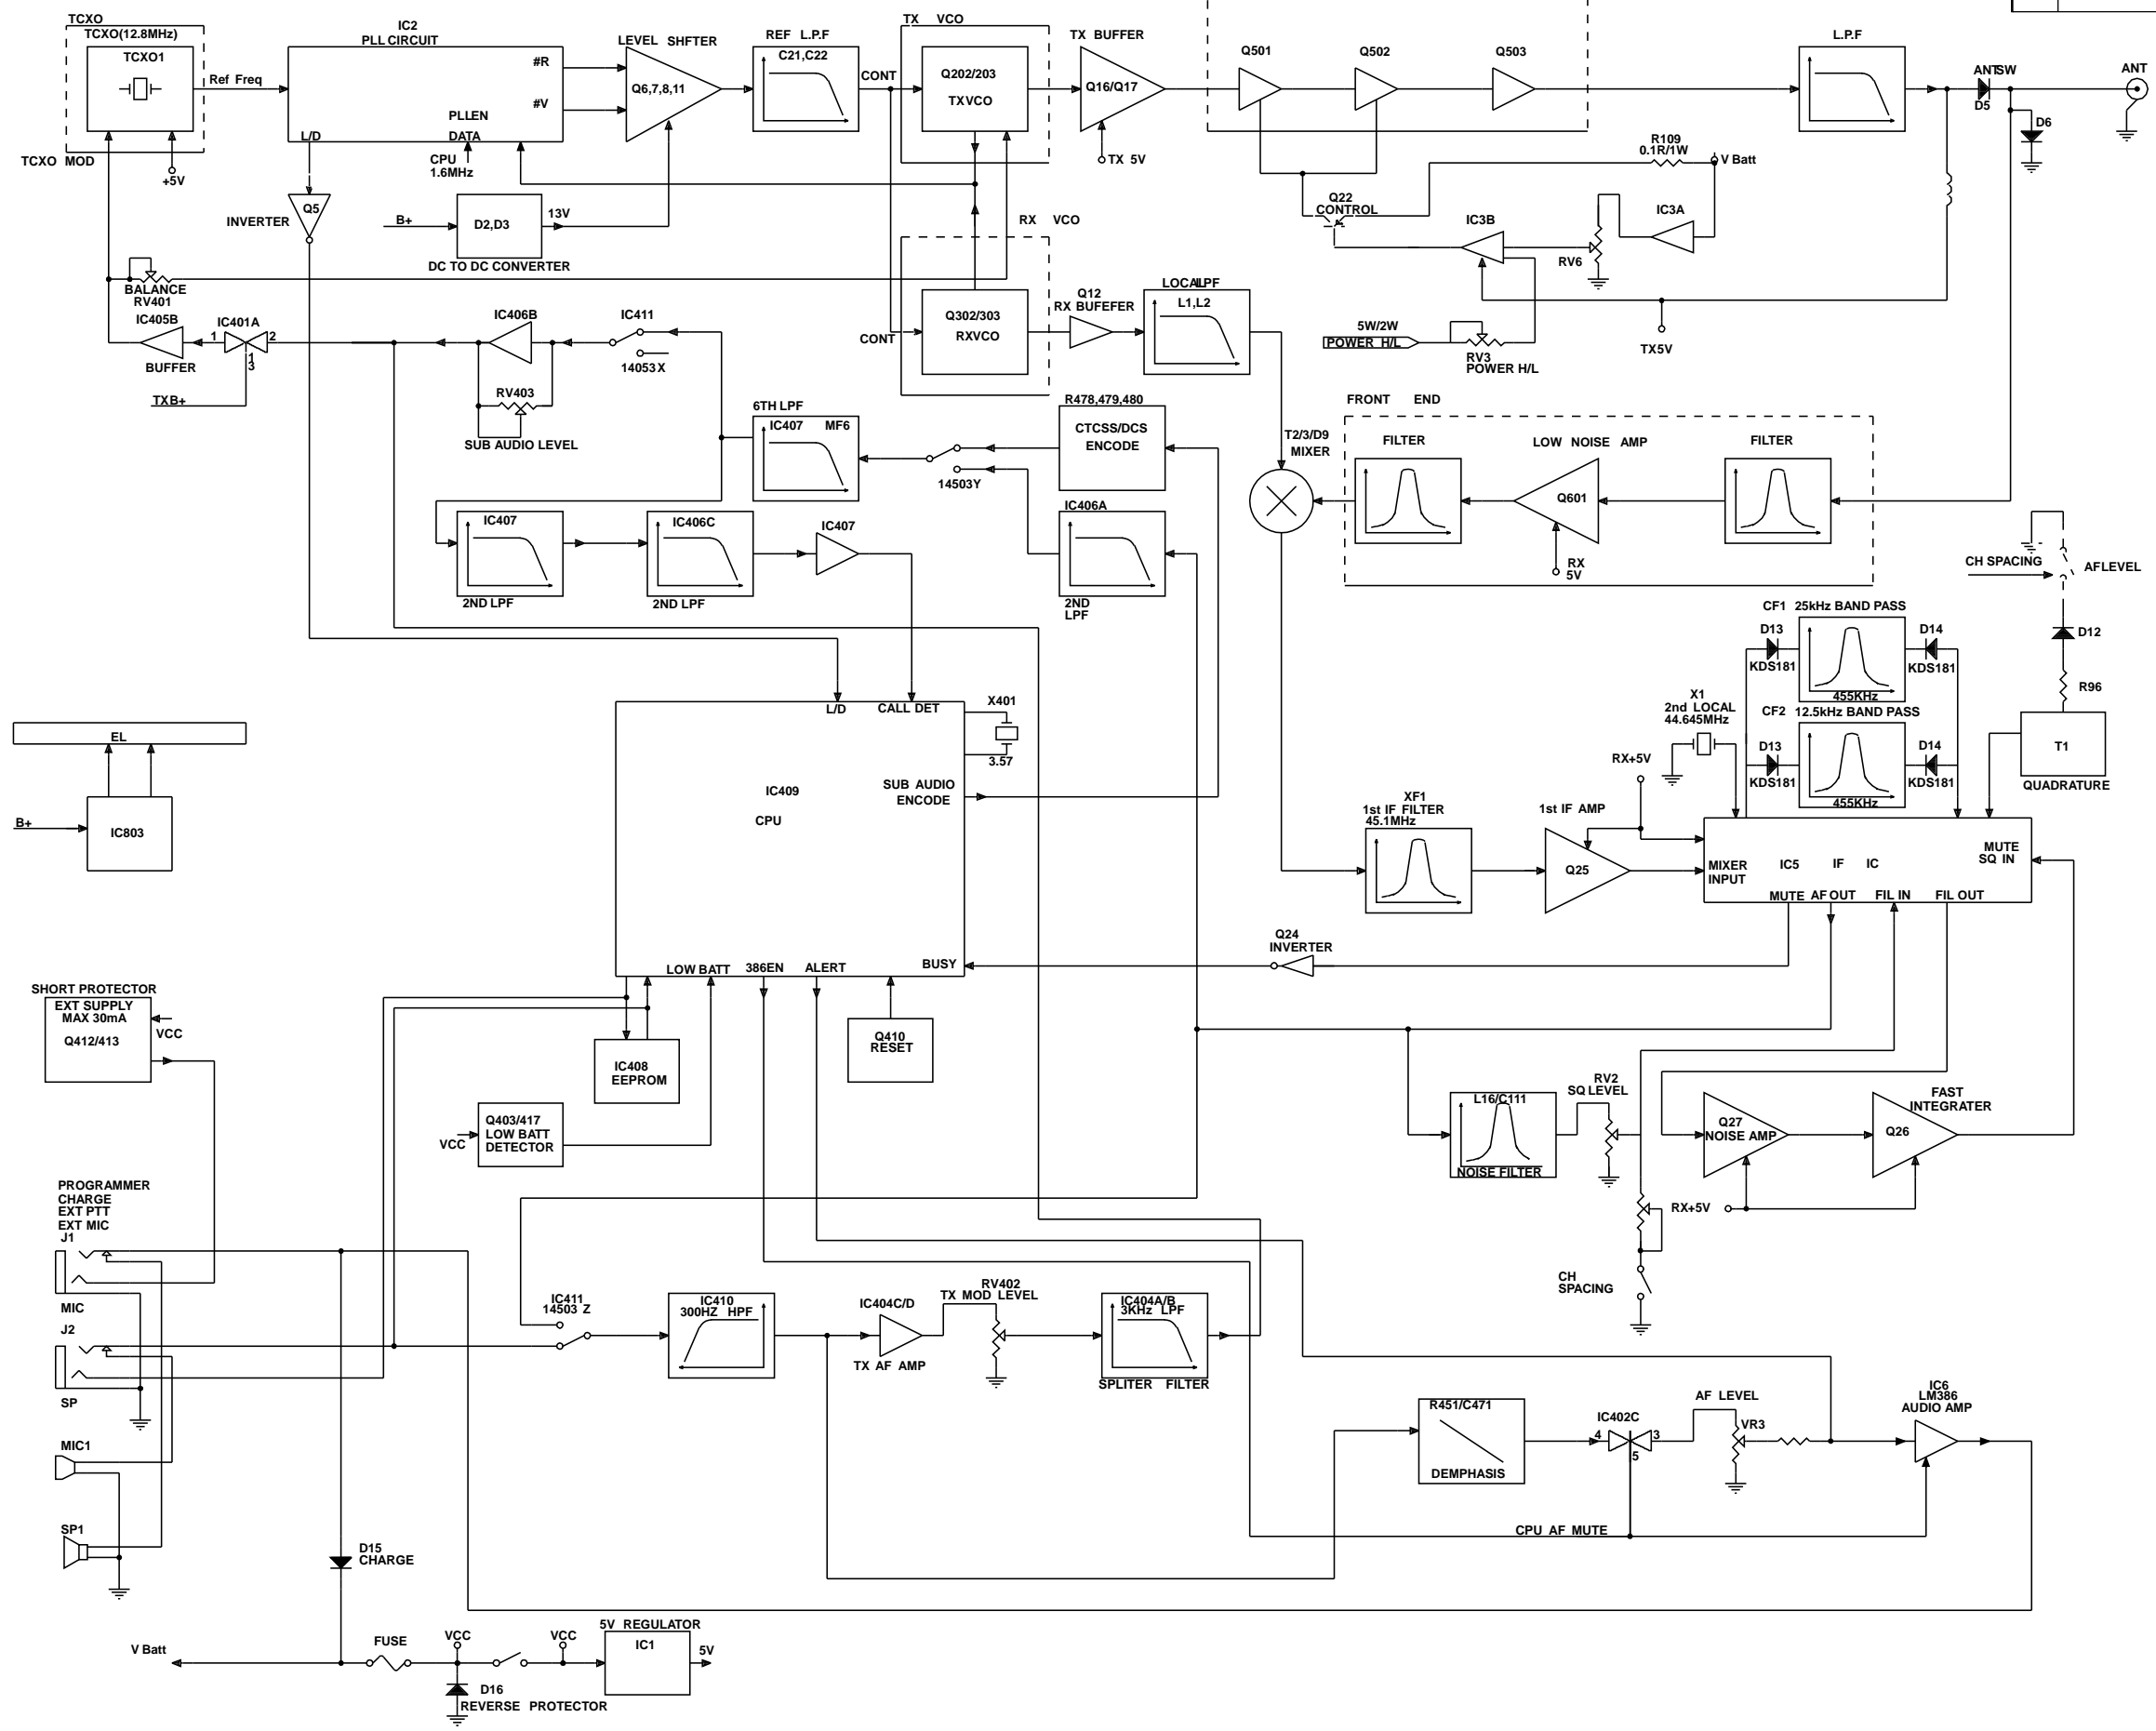 TCXO
TCXO(12.8MHz)
TCXO1
Ref Freq
TCXO MOD
+5V
IC2
PLL CIRCUIT
#R
#V
PLLEN
L/D
DATA
CPU
1.6MHz
LEVEL SHFTER
Q6,7,8,11
REF L.P.F
C21,C22
CONT
TX VCO
Q202/203
TXVCO
TX BUFFER
Q16/Q17
TX 5V
Q501
Q502
Q503
L.P.F
ANT SW
D5
ANT
D6
R109
0.1R/1W
V Batt
Q5
INVERTER
B+
D2,D3
13V
DC TO DC CONVERTER
RX VCO
Q22
CONTROL
IC3B
IC3A
RV6
BALANCE
RV401
IC405B
IC401A
1
2
1
3
BUFFER
TXB+
IC406B
IC411
14053X
RV403
SUB AUDIO LEVEL
Q302/303
RXVCO
CONT
Q12
RX BUFEFER
LOCAL LPF
L1,L2
5W/2W
POWER H/L
RV3
POWER H/L
TX5V
6TH LPF
IC407 MF6
R478,479,480
CTCSS/DCS
ENCODE
14503Y
T2/3/D9
MIXER
FRONT END
FILTER
LOW NOISE AMP
FILTER
Q601
RX
5V
IC407
2ND LPF
IC406C
2ND LPF
IC407
IC406A
2ND
LPF
CH SPACING
AFLEVEL
CF1 25kHz BAND PASS
D13
KDS181
455KHz
D14
KDS181
D12
R96
X1
2nd LOCAL
44.645MHz
CF2 12.5kHz BAND PASS
D13
KDS181
455KHz
D14
KDS181
T1
QUADRATURE
EL
B+
IC803
L/D
CALL DET
X401
3.57
IC409
CPU
SUB AUDIO
ENCODE
RX+5V
XF1
1st IF FILTER
45.1MHz
1st IF AMP
Q25
MIXER
INPUT
IC5 IF IC
MUTE
SQ IN
MUTE
AF OUT
FIL IN
FIL OUT
Q24
INVERTER
LOW BATT
386EN
ALERT
BUSY
SHORT PROTECTOR
EXT SUPPLY
MAX 30mA
Q412/413
VCC
IC408
EEPROM
Q410
RESET
Q403/417
LOW BATT
DETECTOR
VCC
L16/C111
NOISE FILTER
RV2
SQ LEVEL
Q27
NOISE AMP
FAST
INTEGRATER
Q26
RX+5V
CH
SPACING
PROGRAMMER
CHARGE
EXT PTT
EXT MIC
J1
MIC
J2
SP
MIC1
SP1
IC411
14503 Z
IC410
300HZ HPF
IC404C/D
TX AF AMP
RV402
TX MOD LEVEL
IC404A/B
3KHz LPF
SPLITER FILTER
R451/C471
DEMPHASIS
IC402C
4
3
5
AF LEVEL
VR3
IC6
LM386
AUDIO AMP
CPU AF MUTE
D15
CHARGE
V Batt
FUSE
VCC
VCC
5V REGULATOR
IC1
5V
D16
REVERSE PROTECTOR